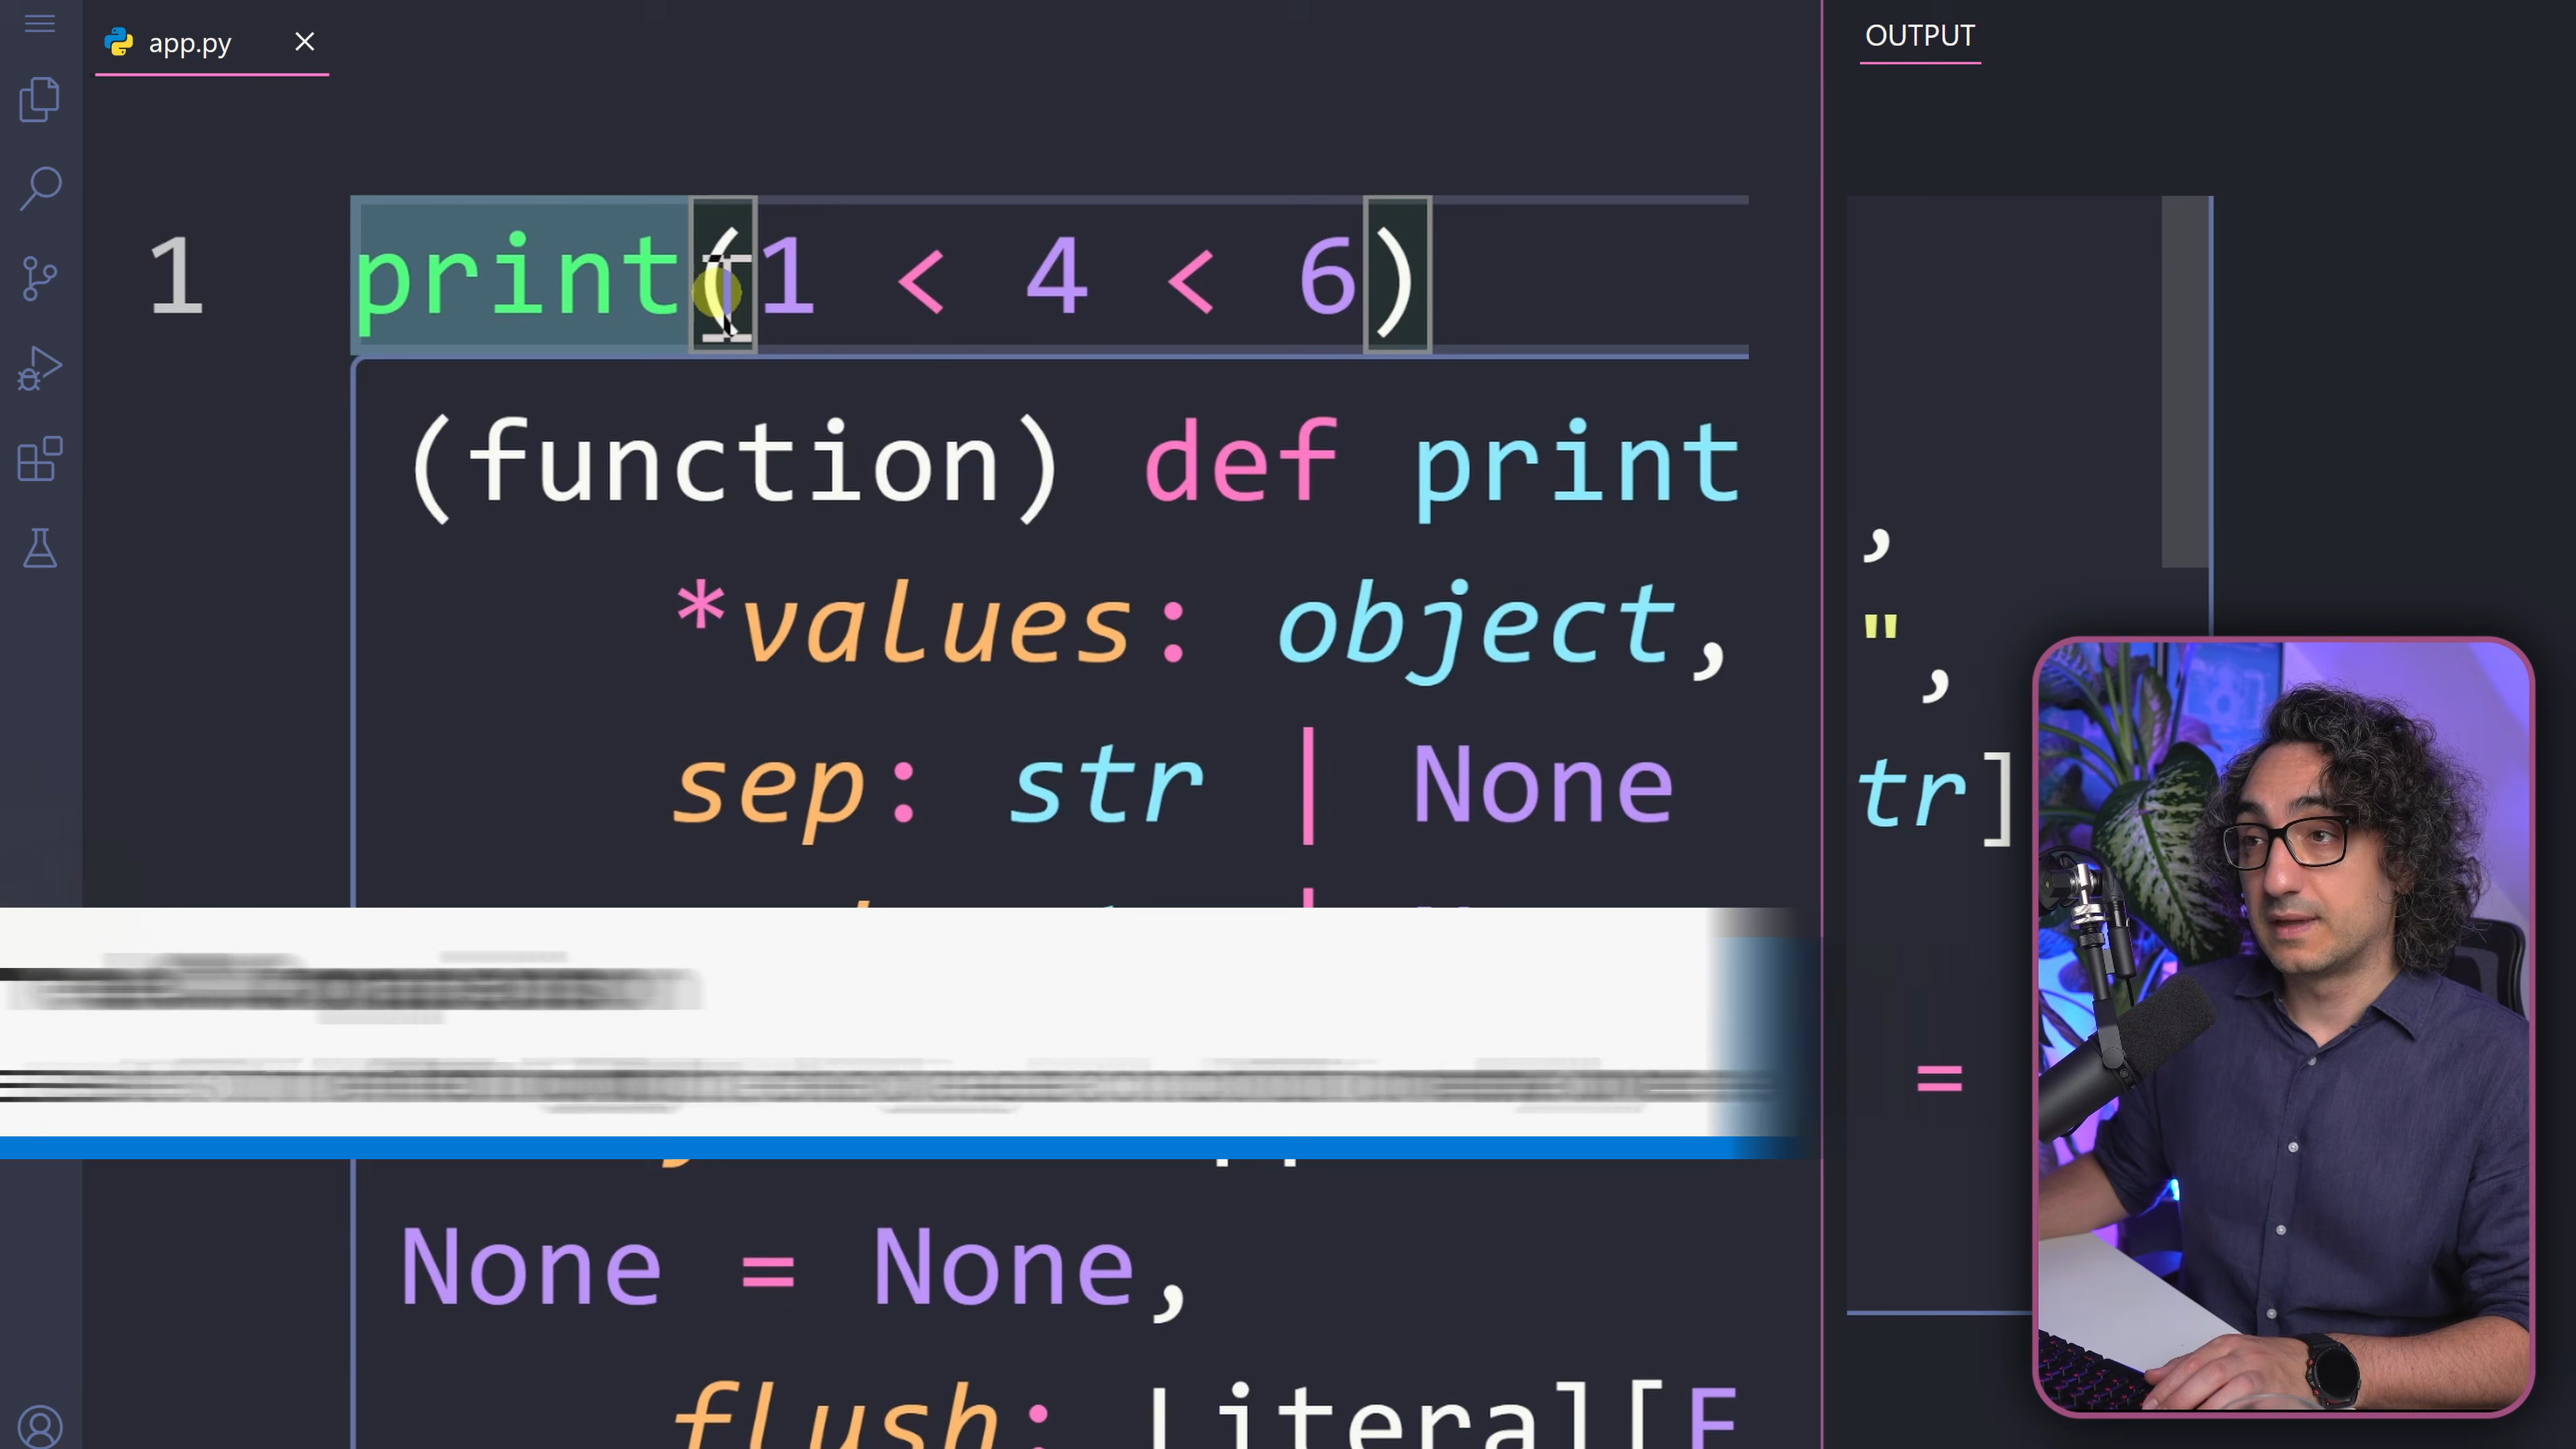 app.py
OUTPUT
1 print(1 < 4 < 6)
(function) def print
,
*values: object,
",
sep: str | None
tr]
=
None = None,
flush: Literal[F